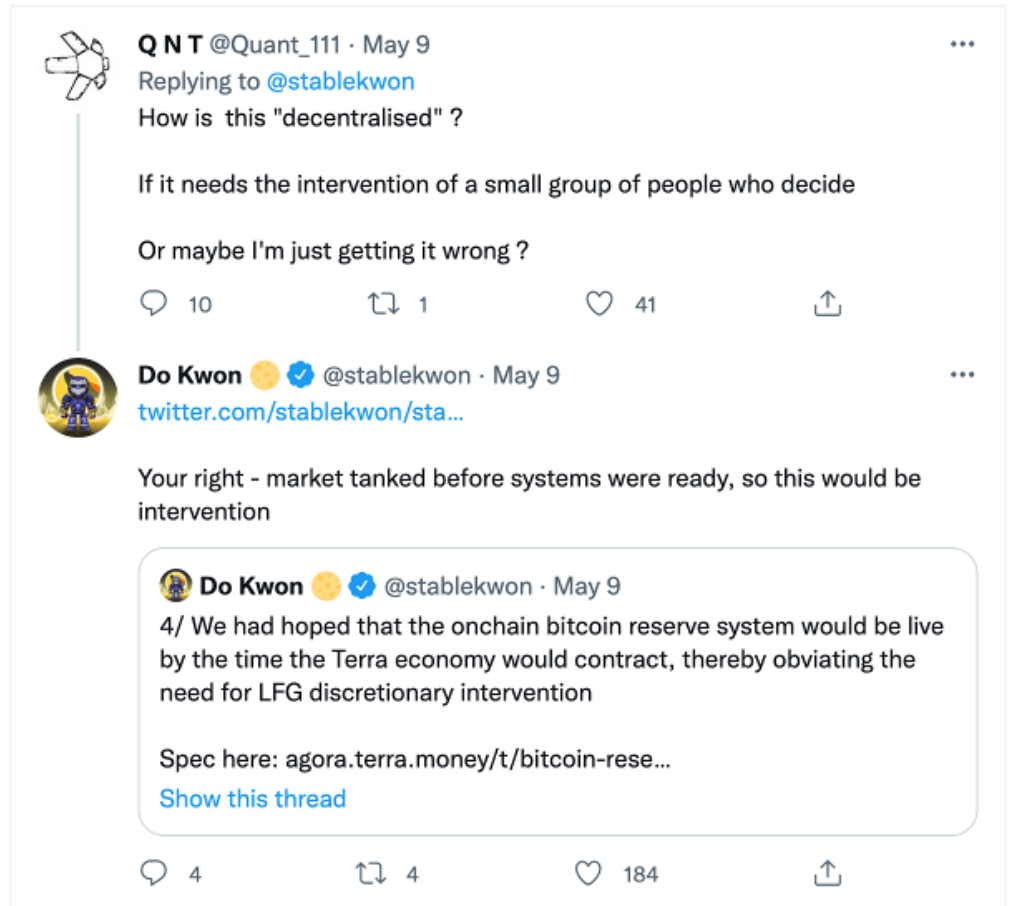 Q N T @Quant_111 · May 9
Replying to @stablekwon
How is this "decentralised" ?
If it needs the intervention of a small group of people who decide
Or maybe I'm just getting it wrong ?
10 1 41
Do Kwon @stablekwon · May 9
twitter.com/stablekwon/sta...
Your right - market tanked before systems were ready, so this would be
intervention
Do Kwon @stablekwon · May 9
4/ We had hoped that the onchain bitcoin reserve system would be live
by the time the Terra economy would contract, thereby obviating the
need for LFG discretionary intervention
Spec here: agora.terra.money/t/bitcoin-rese...
Show this thread
4 4 184